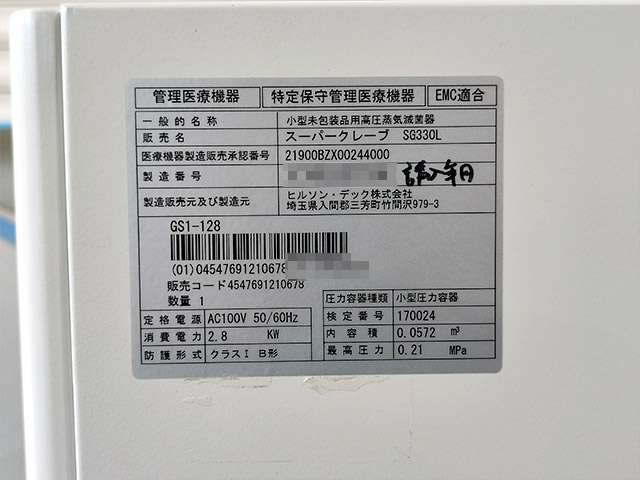 管理医療機器 特定保守管理医療機器 EMC適合
一般的名称 小型未包装品用高圧蒸気滅菌器
販売名 スーパークレーブ SG330L
医療機器製造販売承認番号 21900BZX00244000
製造番号
製造販売元及び製造元 ヒルソン・デック株式会社
埼玉県入間郡三芳町竹間沢979-3
GS1-128
(01)04547691210678
販売コード4547691210678
数量 1
定格電源 AC100V 50/60Hz
消費電力 2.8 KW
防護形式 クラスⅠ B形
圧力容器種類 小型圧力容器
検定番号 170024
内容積 0.0572 m³
最高圧力 0.21 MPa